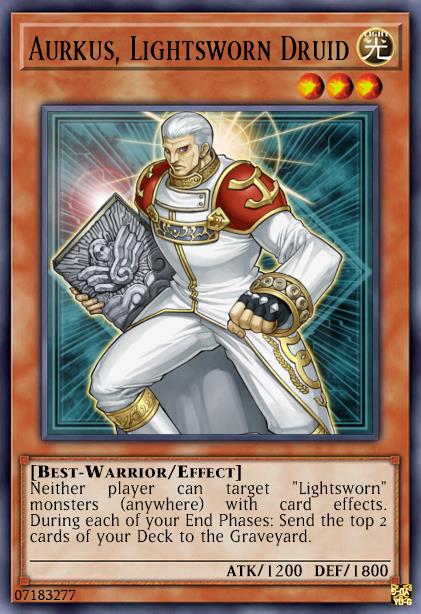 Aurkus, Lightsworn Druid
LIGHT
光
[Best-Warrior/Effect]
Neither player can target "Lightsworn"
monsters (anywhere) with card effects.
During each of your End Phases: Send the top 2
cards of your Deck to the Graveyard.
ATK/1200 DEF/1800
07183277